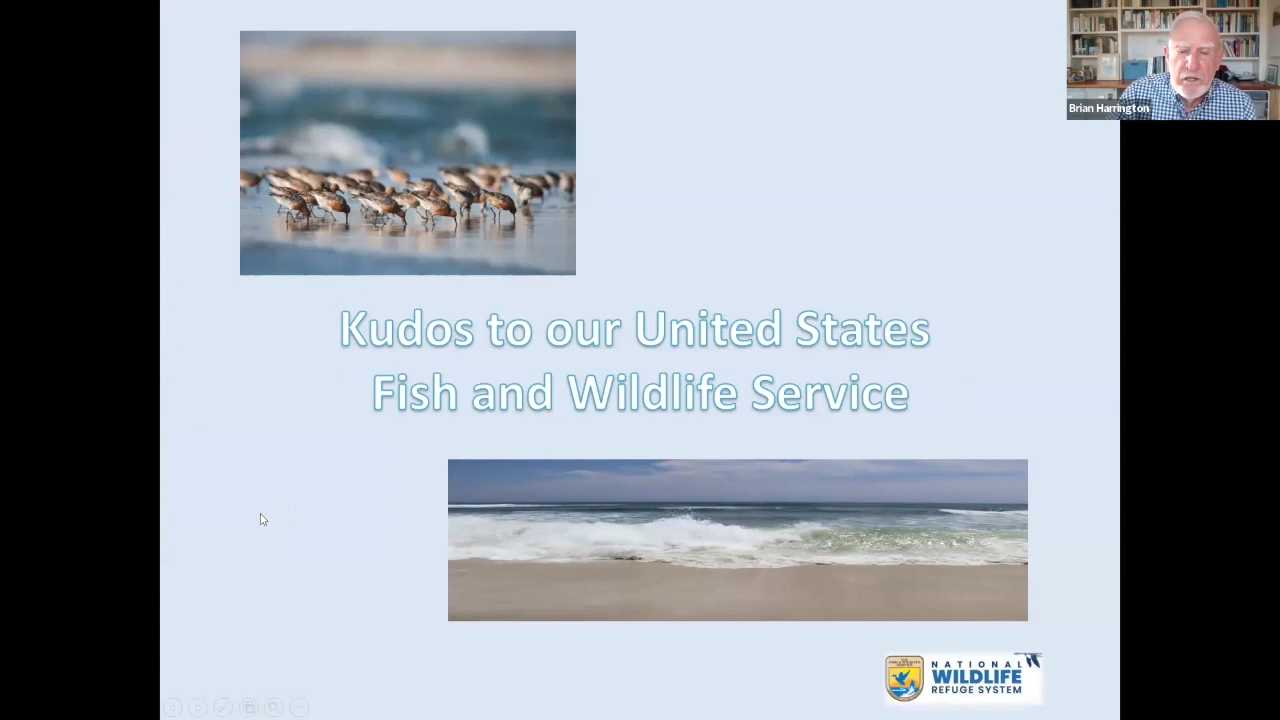 Brian Harrington
Kudos to our United States
Fish and Wildlife Service
NATIONAL
WILDLIFE
REFUGE SYSTEM